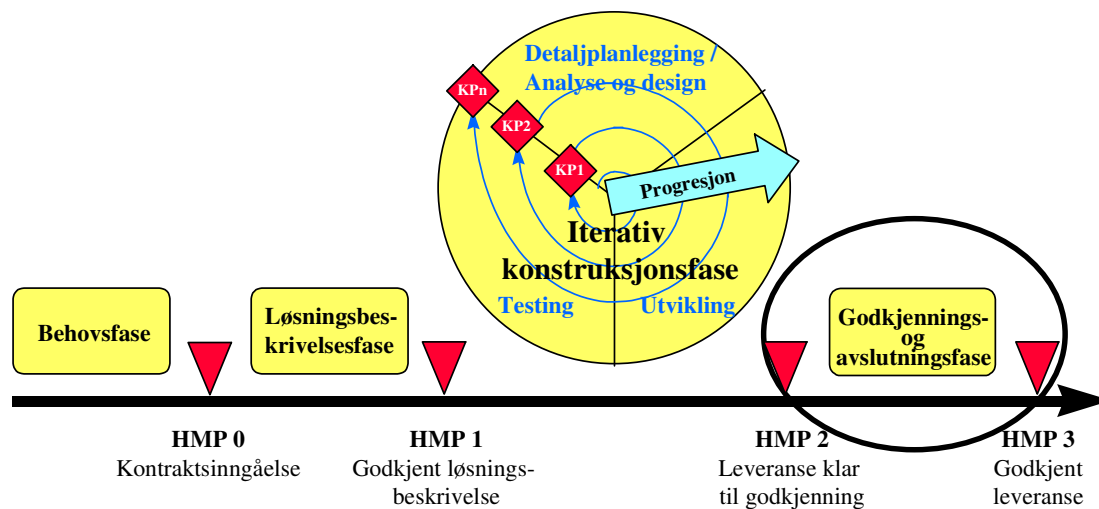 Detaljplanlegging /
Analyse og design
KPn
KP2
KP1
Progresjon
Iterativ
konstruksjonsfase
Testing
Utvikling
Behovsfase
Løsningsbes-
krivelsesfase
Godkjennings-
og
avslutningsfase
HMP 0
Kontraktsinngåelse
HMP 1
Godkjent løsnings-
beskrivelse
HMP 2
Leveranse klar
til godkjenning
HMP 3
Godkjent
leveranse